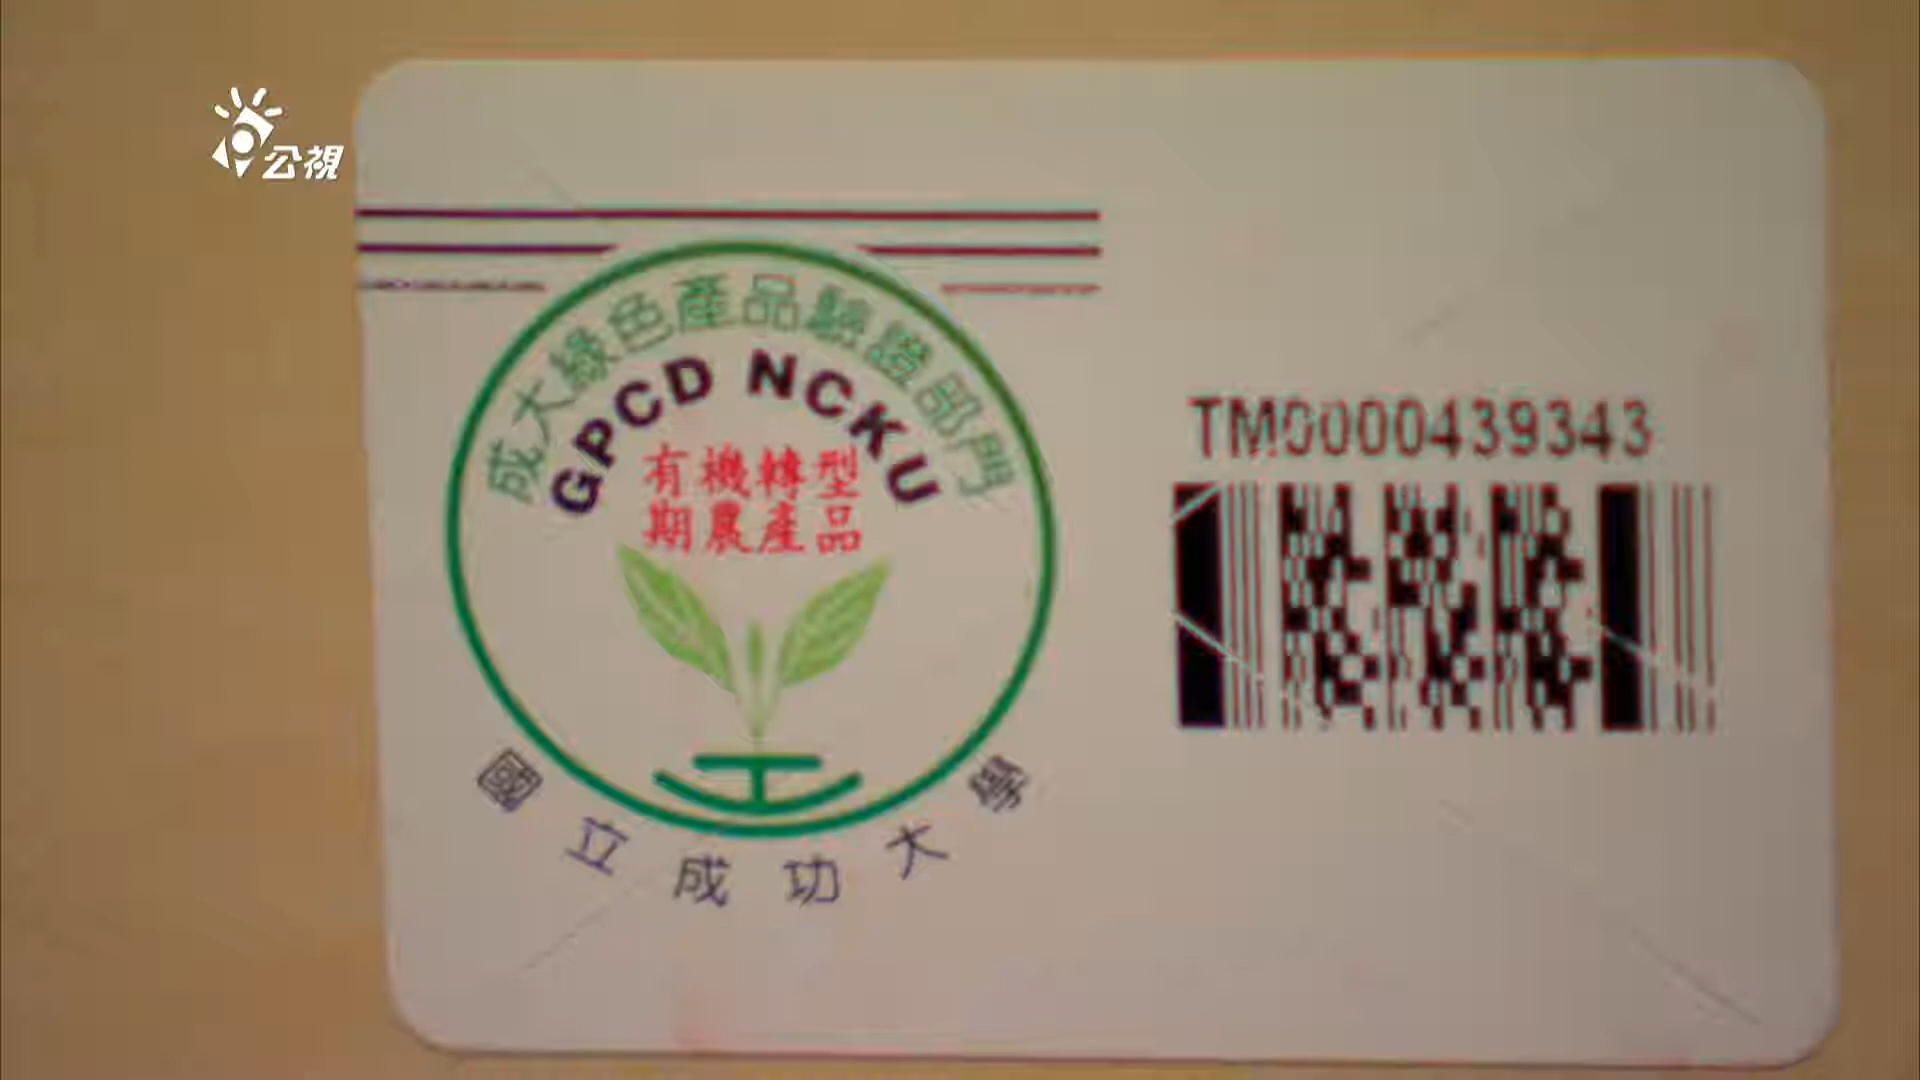 公視
成大綠色產品驗證部門
GPCD NCKU
有機轉型
期農產品
國立成功大學
TM0000439343